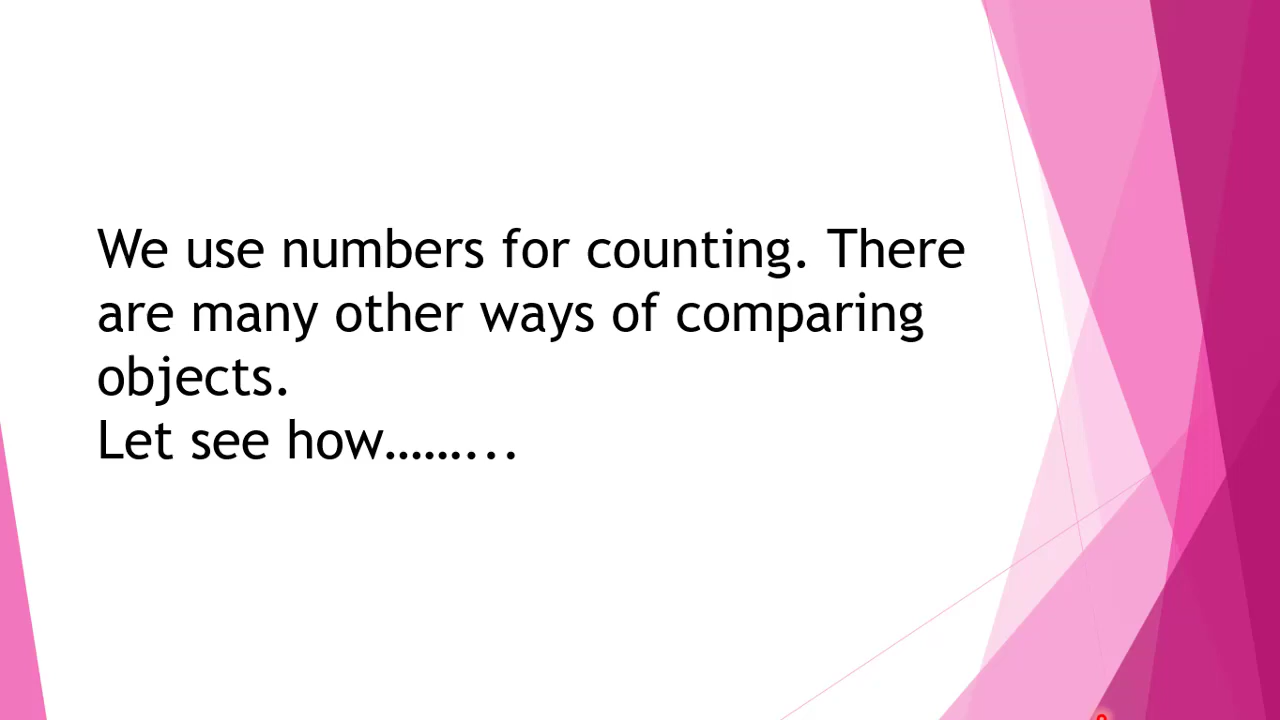 We use numbers for counting. There
are many other ways of comparing
objects.
Let see how……...